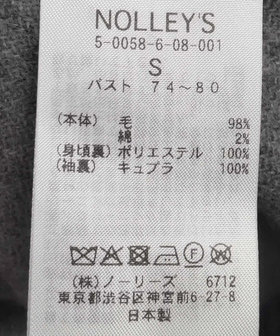 NOLLEY'S
5-0058-6-08-001
S
バスト 74～80
(本体) 毛 98%
綿 2%
(身頃裏) ポリエステル 100%
(袖裏) キュプラ 100%
(株)ノーリーズ 6712
東京都渋谷区神宮前6-27-8
日本製